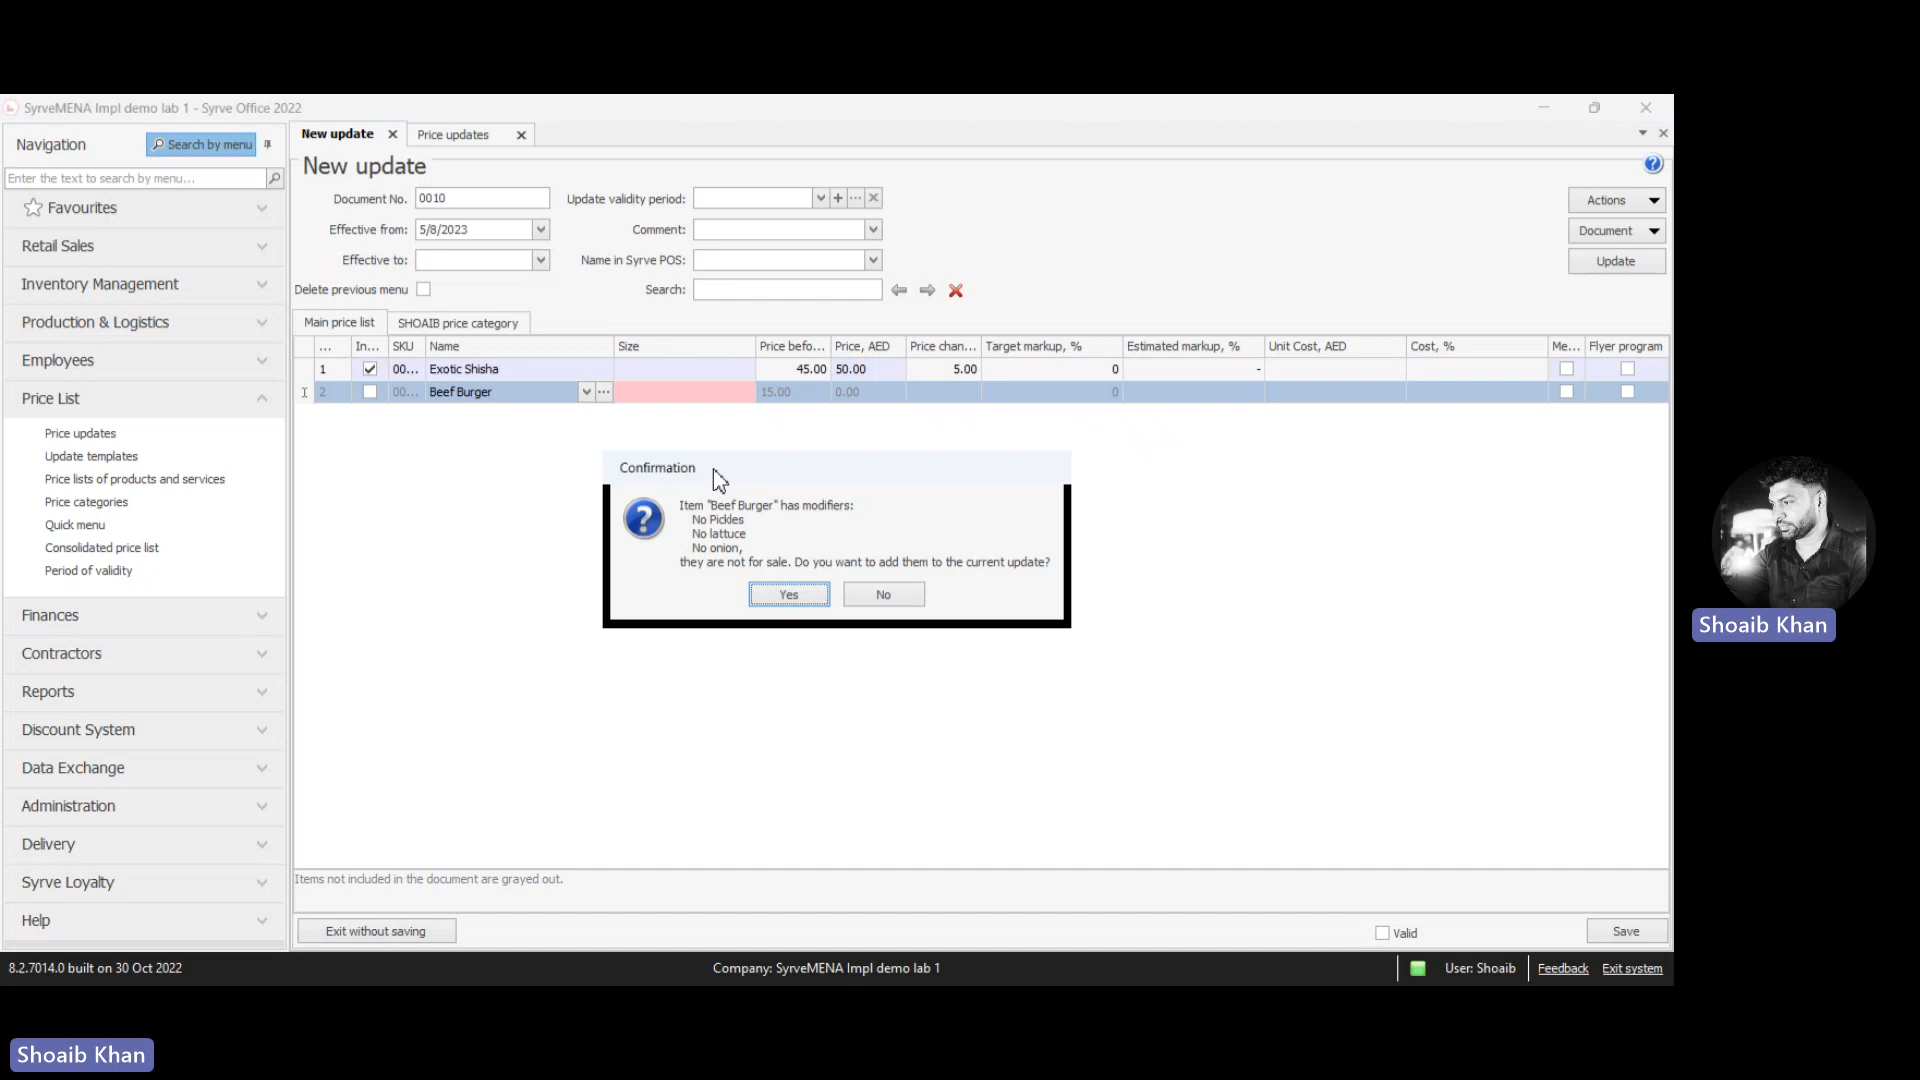 SyrveMENA Impl demo lab 1 - Syrve Office 2022
Navigation
Search by menu
Enter the text to search by menu...
Favourites
Retail Sales
Inventory Management
Production & Logistics
Employees
Price List
Price updates
Update templates
Price lists of products and services
Price categories
Quick menu
Consolidated price list
Period of validity
Finances
Contractors
Reports
Discount System
Data Exchange
Administration
Delivery
Syrve Loyalty
Help
New update
Price updates
New update
Document No. 0010
Update validity period:
Effective from: 5/8/2023
Comment:
Effective to:
Name in Syrve POS:
Delete previous menu
Search:
Actions
Document
Update
Main price list
SHOAIB price category
... In... SKU Name Size Price befo... Price, AED Price chan... Target markup, % Estimated markup, % Unit Cost, AED Cost, % Me... Flyer program
1 00... Exotic Shisha 45.00 50.00 5.00 0 -
2 00... Beef Burger ... 15.00 0.00 0
Confirmation
Item "Beef Burger" has modifiers:
No Pickles
No lattuce
No onion,
they are not for sale. Do you want to add them to the current update?
Yes
No
Items not included in the document are grayed out.
Exit without saving
Valid
Save
8.2.7014.0 built on 30 Oct 2022
Company: SyrveMENA Impl demo lab 1
User: Shoaib
Feedback
Exit system
Shoaib Khan
Shoaib Khan